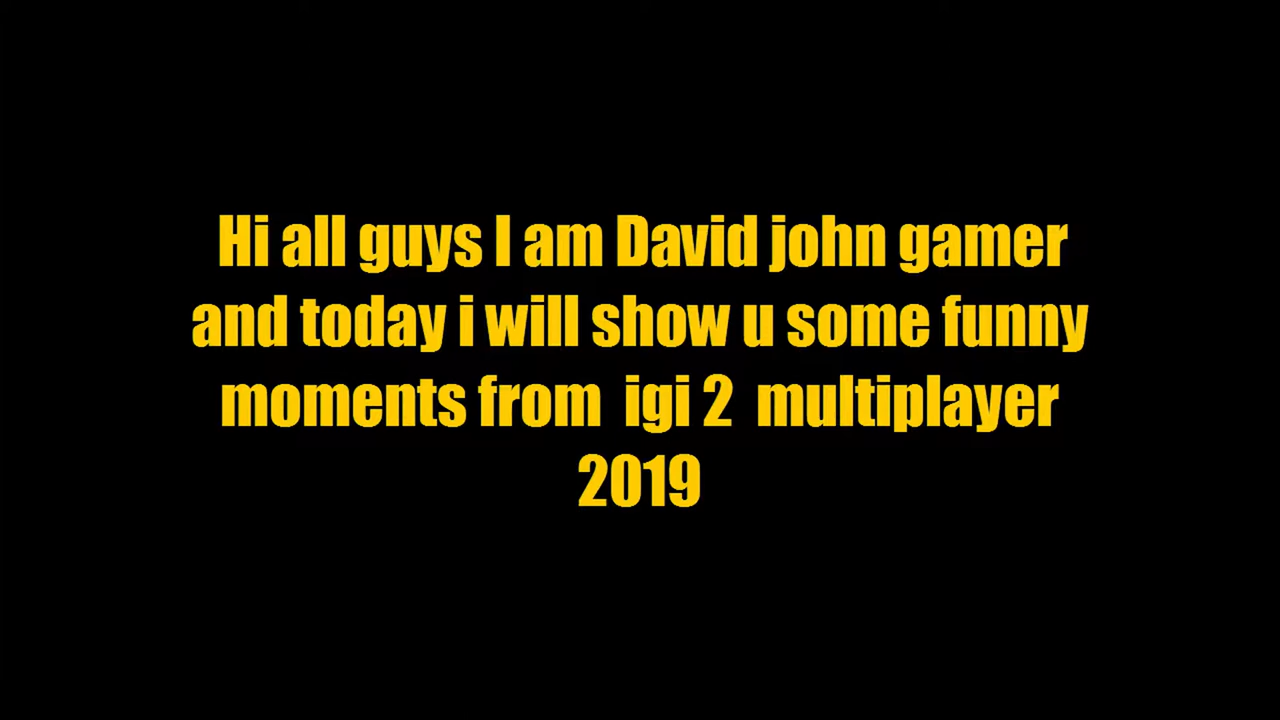 Hi all guys I am David john gamer
and today i will show u some funny
moments from  igi 2  multiplayer
2019